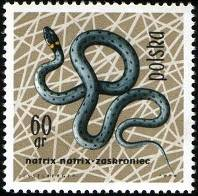 polska
60
gr
natrix natrix-zaskroniec